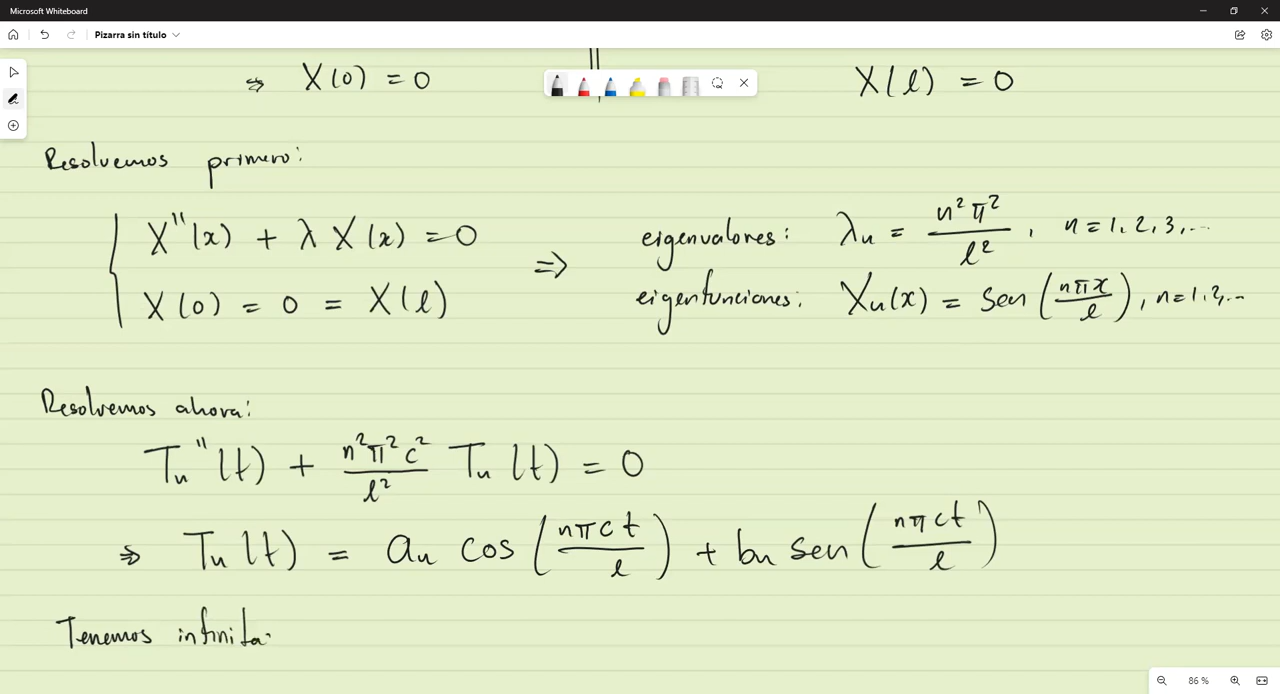 Microsoft Whiteboard
Pizarra sin título
⇒ X(0) = 0
X(l) = 0
Resolvemos primero:
X''(x) + λ X(x) = 0
X(0) = 0 = X(l)
⇒
eigenvalores: λn = n²π²/l², n = 1, 2, 3, ...
eigenfunciones: Xn(x) = sen(nπx/l), n = 1, 2, ...
Resolvemos ahora:
Tn''(t) + n²π²c²/l² Tn(t) = 0
⇒ Tn(t) = an cos(nπct/l) + bn sen(nπct/l)
Tenemos infinita
86 %